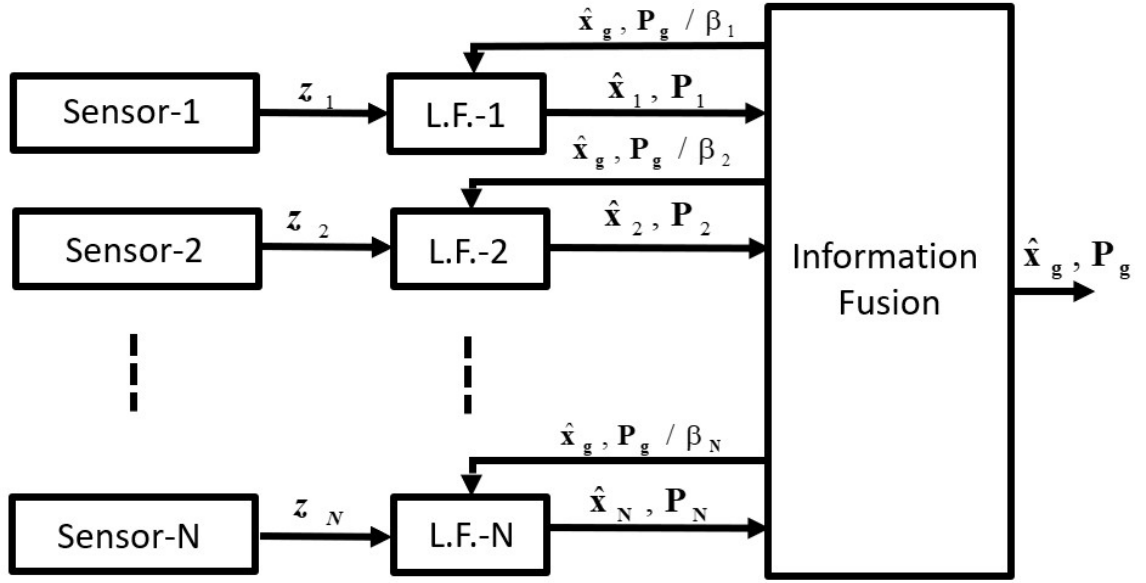 x̂ g , P g / β 1
Sensor-1
z 1
L.F.-1
x̂ 1 , P 1
x̂ g , P g / β 2
Sensor-2
z 2
L.F.-2
x̂ 2 , P 2
Information
Fusion
x̂ g , P g
x̂ g , P g / β N
Sensor-N
z N
L.F.-N
x̂ N , P N